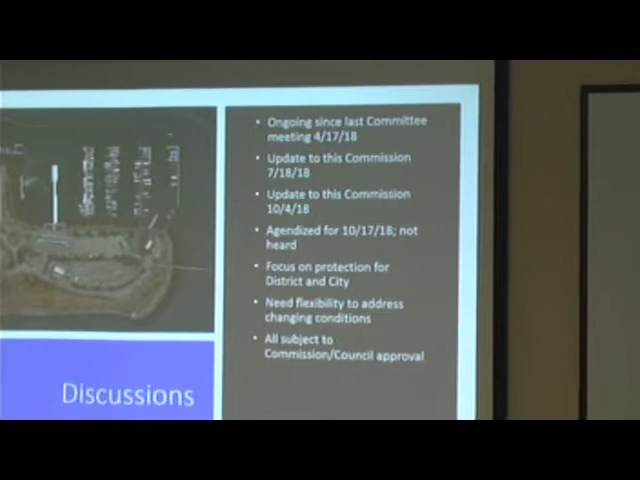 • Ongoing since last Committee
meeting 4/17/18
• Update to this Commission
7/18/18
• Update to this Commission
10/4/18
• Agendized for 10/17/18; not
heard
• Focus on protection for
District and City
• Need flexibility to address
changing conditions
• All subject to
Commission/Council approval
Discussions